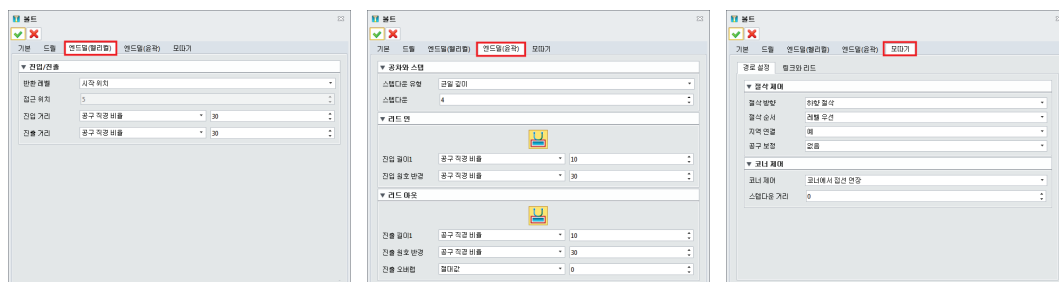 볼트
기본 드릴 엔드밀(헬리컬) 엔드밀(윤곽) 모따기
▼ 진입/진출
반환 레벨 시작 위치
접근 위치 5
진입 거리 공구 직경 비율 30
진출 거리 공구 직경 비율 30
볼트
기본 드릴 엔드밀(헬리컬) 엔드밀(윤곽) 모따기
▼ 공차와 스텝
스텝다운 유형 균일 깊이
스텝다운 4
▼ 리드 인
진입 길이1 공구 직경 비율 10
진입 원호 반경 공구 직경 비율 30
▼ 리드 아웃
진출 길이1 공구 직경 비율 10
진출 원호 반경 공구 직경 비율 30
진출 오버랩 절대값 0
볼트
기본 드릴 엔드밀(헬리컬) 엔드밀(윤곽) 모따기
경로 설정 링크와 리드
▼ 절삭 제어
절삭 방향 하향 절삭
절삭 순서 레벨 우선
지역 연결 예
공구 보정 없음
▼ 코너 제어
코너 제어 코너에서 접선 연장
스텝다운 거리 0